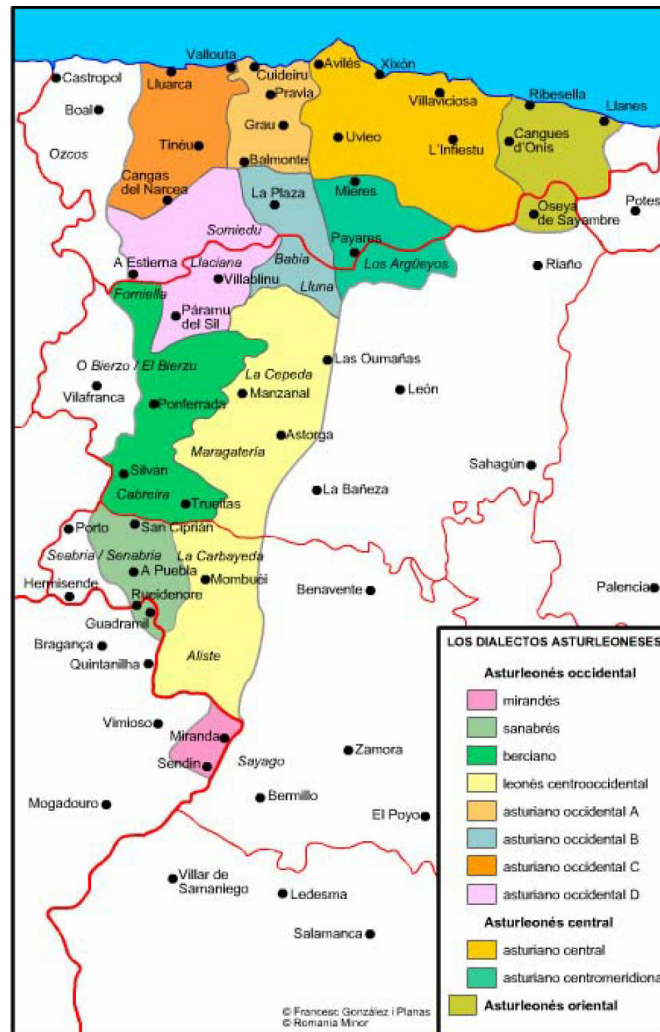 Vallouta
Avilés
Xixón
Castropol
Lluarca
Cuideiru
Pravia
Villaviciosa
Ribesella
Boal
Llanes
Ozcos
Tinéu
Grau
Uvieo
L'Infiestu
Cangues
d'Onís
Balmonte
Cangas
del Narcea
La Plaza
Mieres
Oseya
de Sayambre
Potes
Somiedu
Payares
A Estierna
Llaciana
Babia
Los Argüeyos
Riaño
Forniella
Villablinu
Lluna
Páramu
del Sil
O Bierzo / El Bierzu
La Cepeda
Las Oumañas
Vilafranca
Manzanal
León
Ponferrada
Maragatería
Astorga
Silván
Sahagún
Cabreira
Trueltas
La Bañeza
Porto
San Ciprián
Seabria / Senabria
La Carbayeda
A Puebla
Mombuéi
Hermisende
Benavente
Palencia
Rueidenore
Guadramil
Bragança
Quintanilha
Aliste
Vimioso
Miranda
Sendin
Sayago
Zamora
Mogadouro
Bermillo
El Poyo
Villar de
Samaniego
Ledesma
Salamanca
© Francesc González i Planas
© Romania Minor
LOS DIALECTOS ASTURLEONESES
Asturleonés occidental
mirandés
sanabrés
berciano
leonés centrooccidental
asturiano occidental A
asturiano occidental B
asturiano occidental C
asturiano occidental D
Asturleonés central
asturiano central
asturiano centromeridiona
Asturleonés oriental